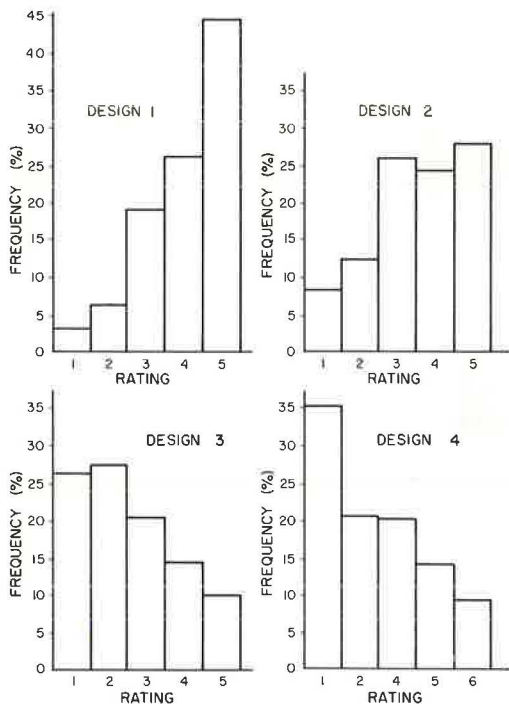 45
40
35
30
25
20
15
10
5
0
FREQUENCY (%)
DESIGN 1
1 2 3 4 5
RATING
35
30
25
20
15
10
5
0
FREQUENCY (%)
DESIGN 2
1 2 3 4 5
RATING
35
30
25
20
15
10
5
0
FREQUENCY (%)
DESIGN 3
1 2 3 4 5
RATING
35
30
25
20
15
10
5
0
FREQUENCY (%)
DESIGN 4
1 2 4 5 6
RATING